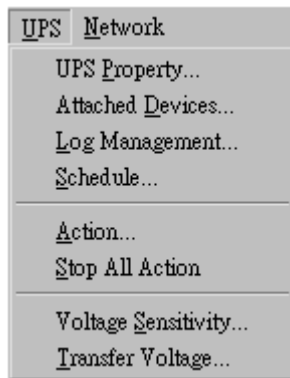 UPS Network
UPS Property...
Attached Devices...
Log Management...
Schedule...
Action...
Stop All Action
Voltage Sensitivity...
Transfer Voltage...